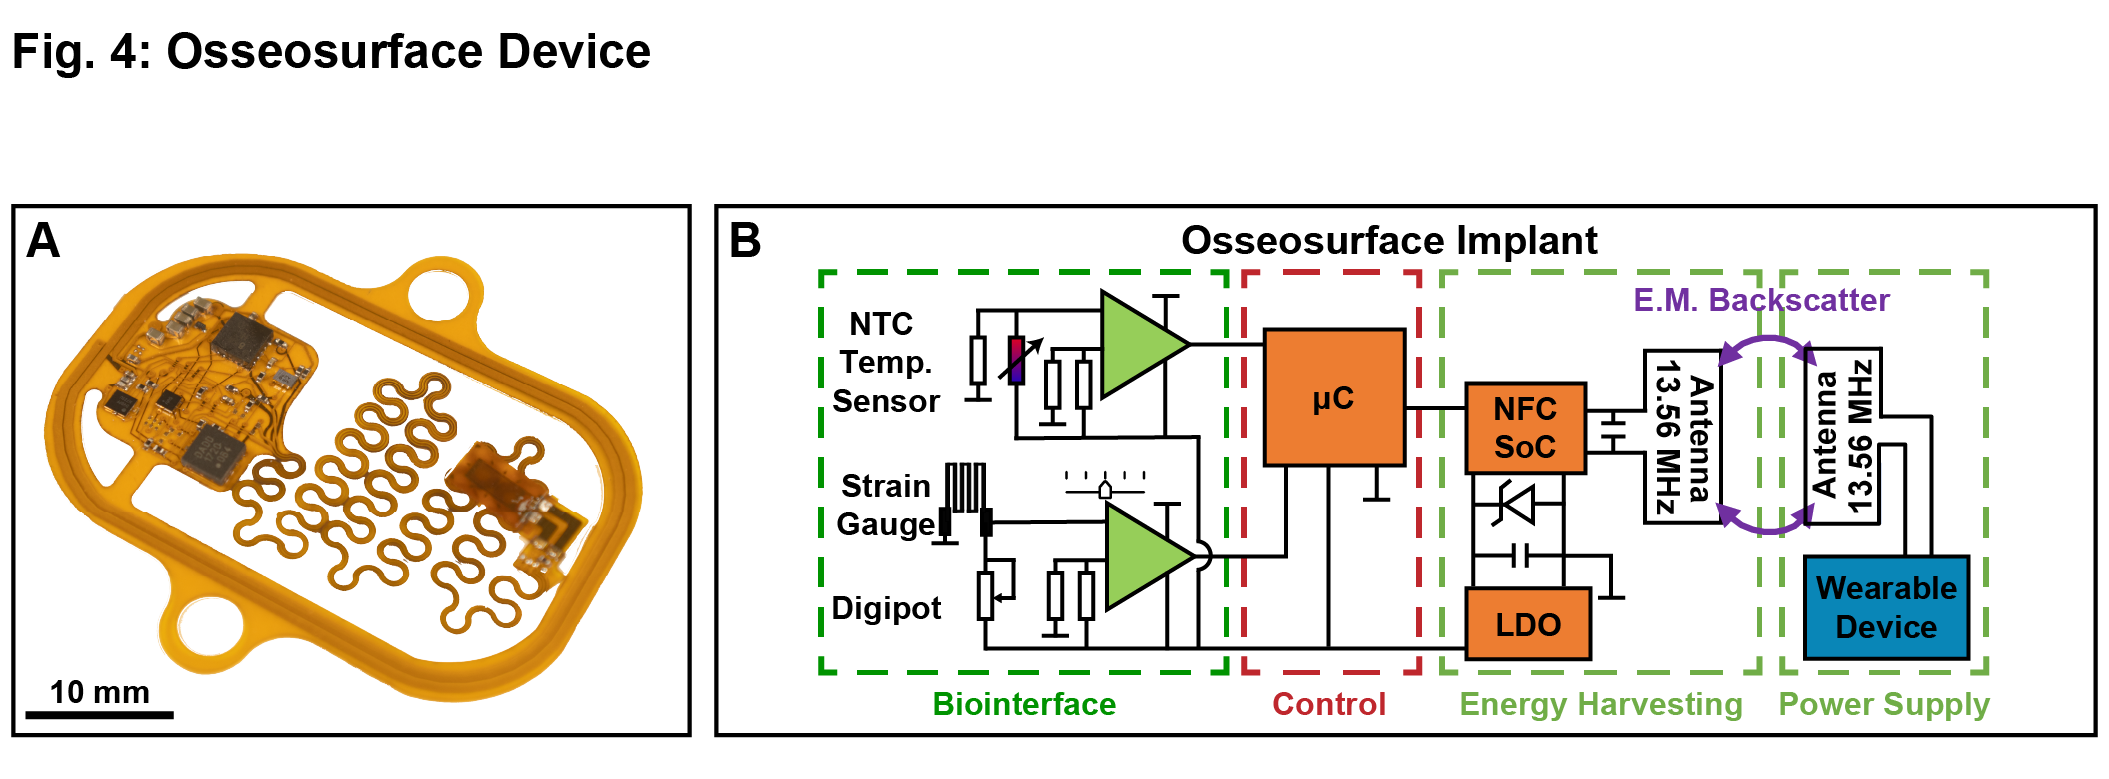 Fig. 4: Osseosurface Device
A
10 mm
B
Osseosurface Implant
E.M. Backscatter
NTC
Temp.
Sensor
Strain
Gauge
Digipot
µC
NFC
SoC
LDO
Antenna
13.56 MHz
Antenna
13.56 MHz
Wearable
Device
Biointerface
Control
Energy Harvesting
Power Supply